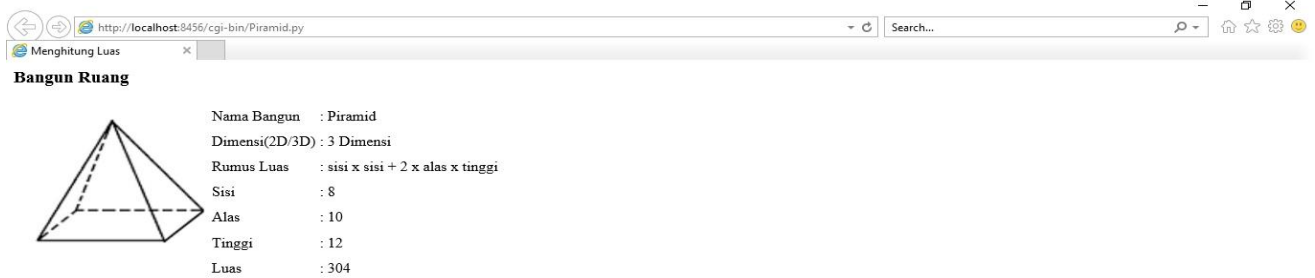 http://localhost:8456/cgi-bin/Piramid.py
Search...
Menghitung Luas
Bangun Ruang
Nama Bangun : Piramid
Dimensi(2D/3D) : 3 Dimensi
Rumus Luas : sisi x sisi + 2 x alas x tinggi
Sisi : 8
Alas : 10
Tinggi : 12
Luas : 304